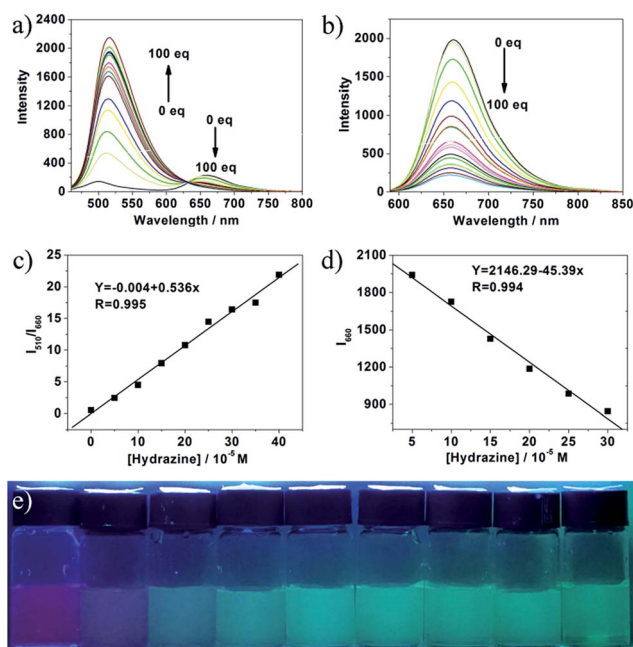 a)
2400
2000
1600
1200
800
400
0
Intensity
100 eq
0 eq
0 eq
100 eq
500 550 600 650 700 750 800
Wavelength / nm
b)
2000
1500
1000
500
0
Intensity
0 eq
100 eq
600 650 700 750 800 850
Wavelength / nm
c)
25
20
15
10
5
0
I510/I660
Y=-0.004+0.536x
R=0.995
0 10 20 30 40
[Hydrazine] / 10-5 M
d)
2100
1800
1500
1200
900
I660
Y=2146.29-45.39x
R=0.994
5 10 15 20 25 30
[Hydrazine] / 10-5 M
e)